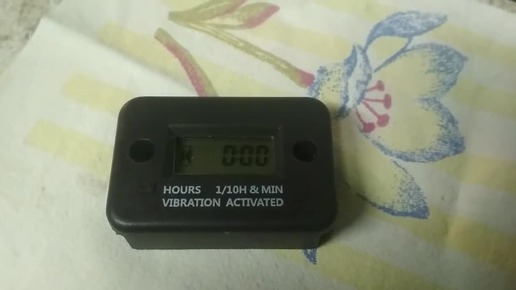 0:00
HOURS 1/10H & MIN
VIBRATION ACTIVATED